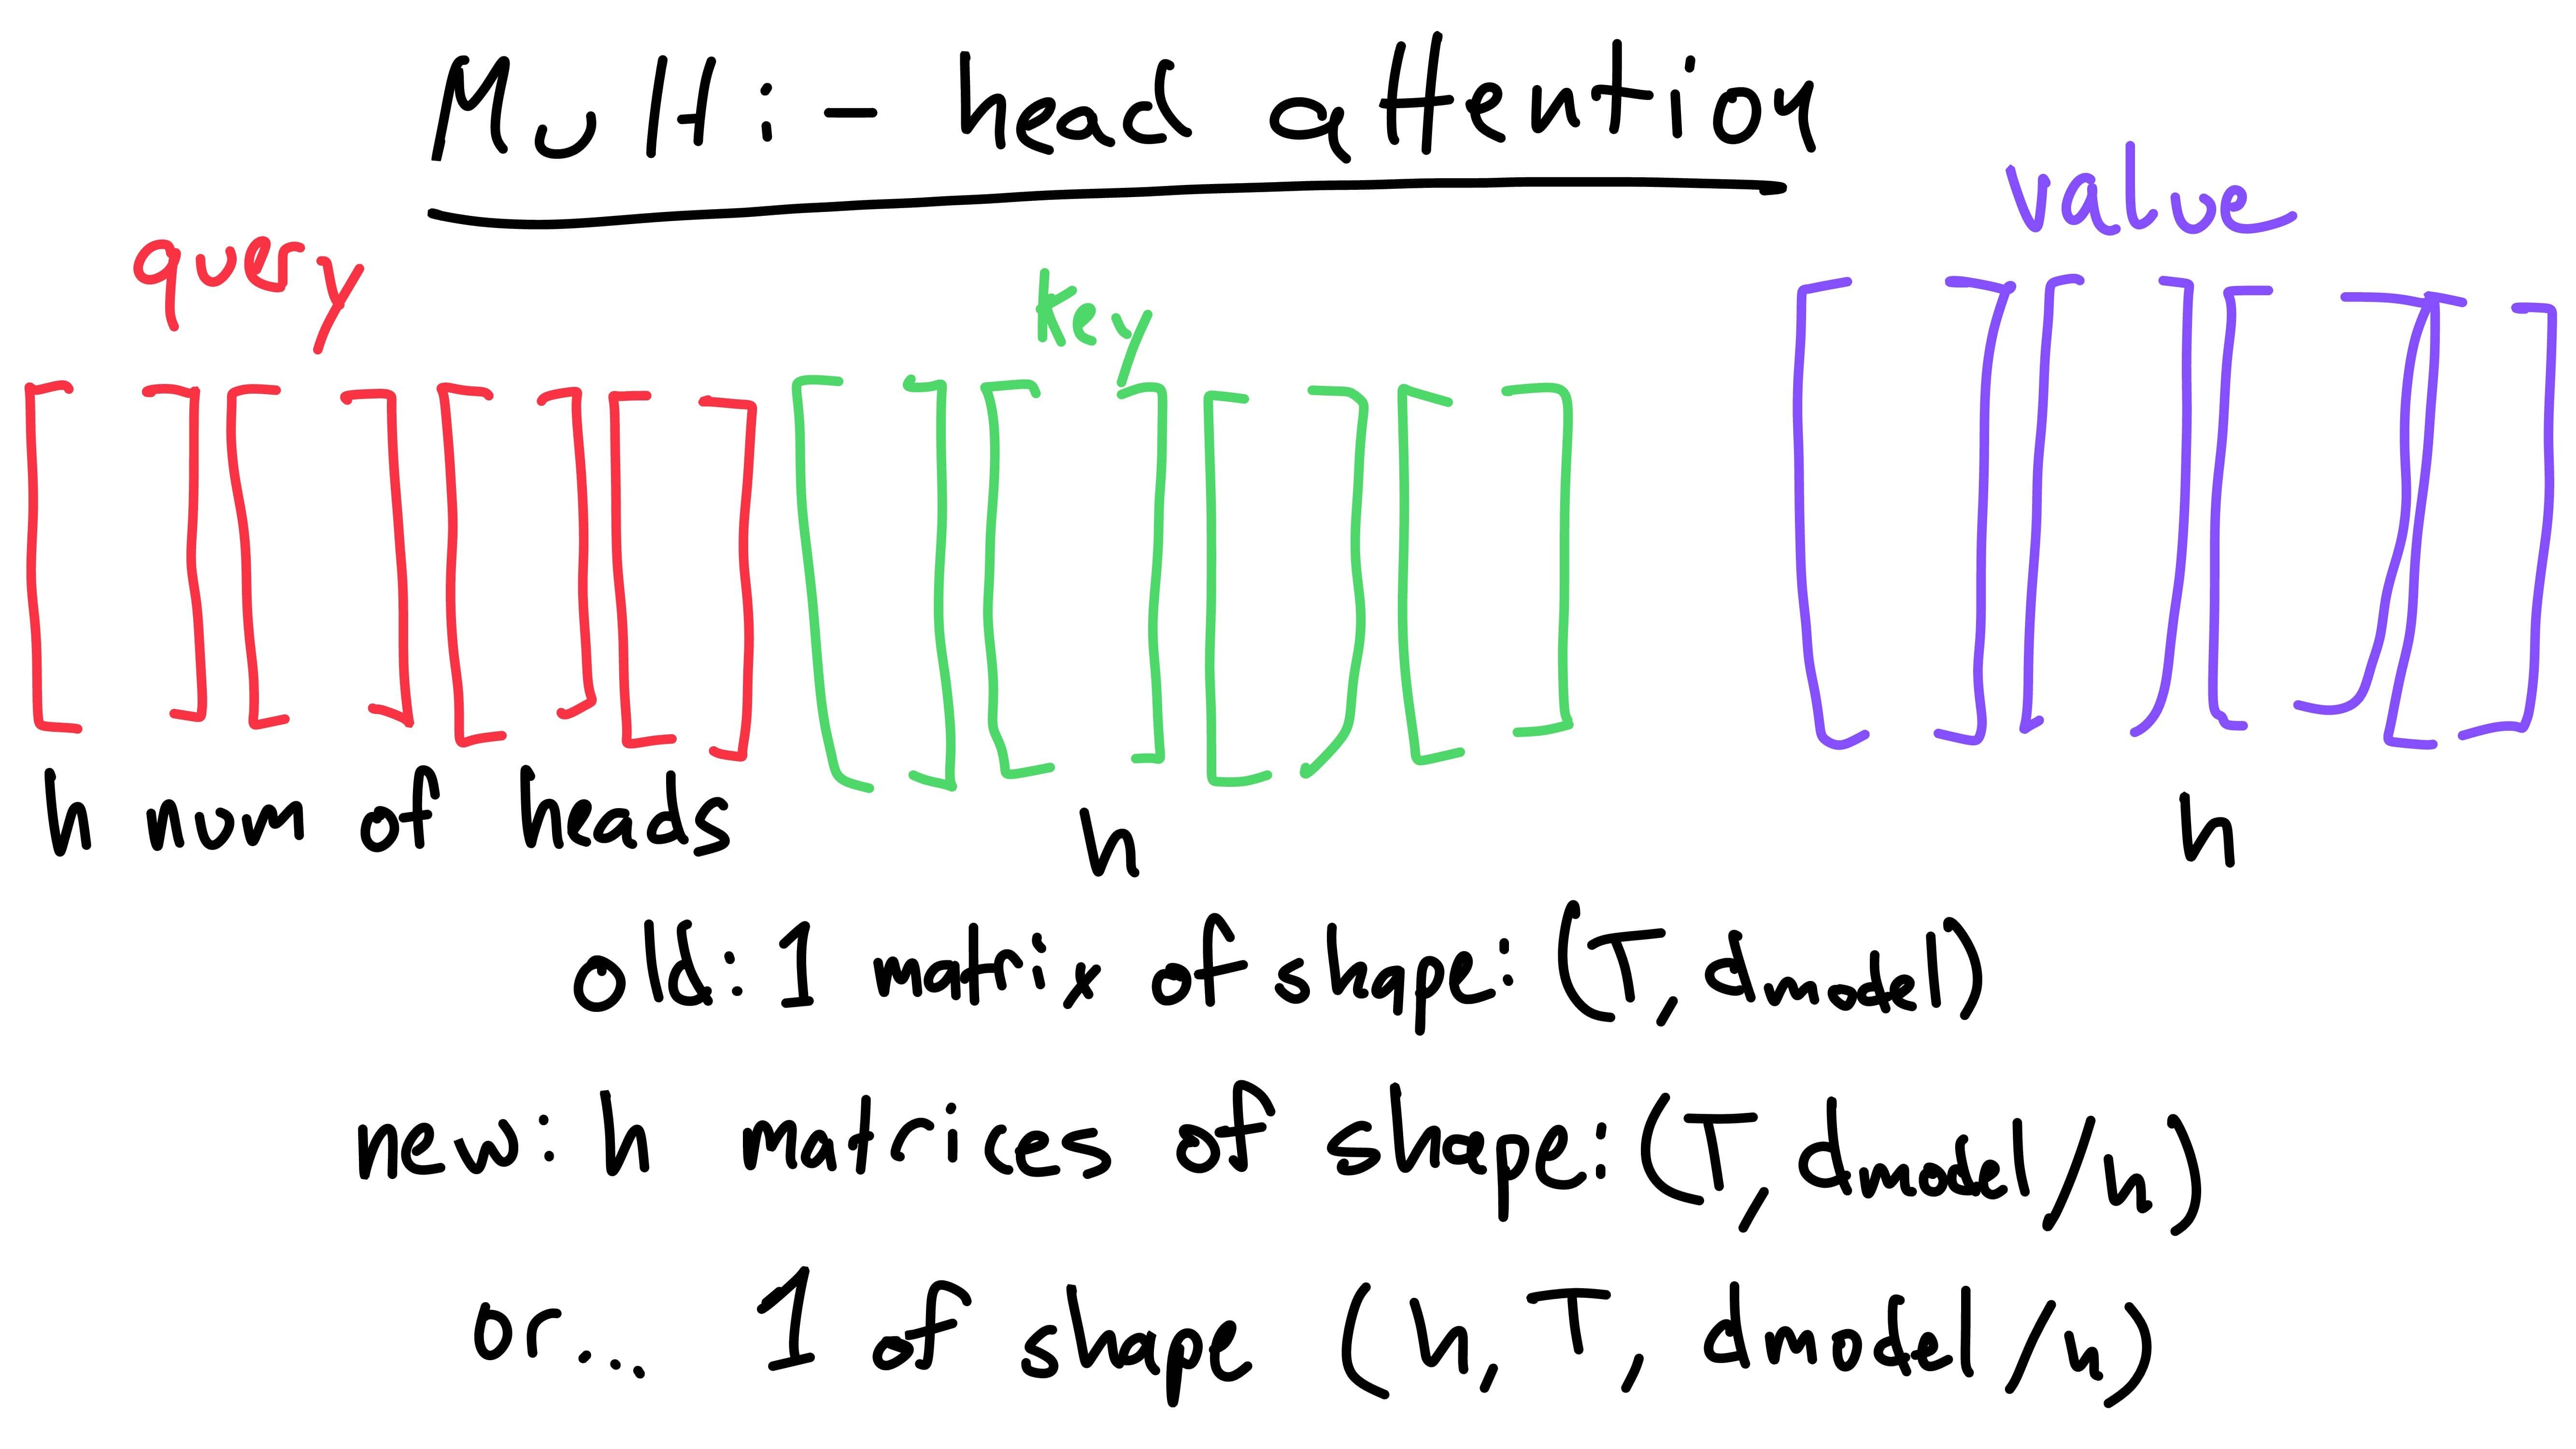 Multi-head attention
query
key
value
h num of heads
h
h
old: 1 matrix of shape: (T, dmodel)
new: h matrices of shape: (T, dmodel/h)
or... 1 of shape (h, T, dmodel/h)